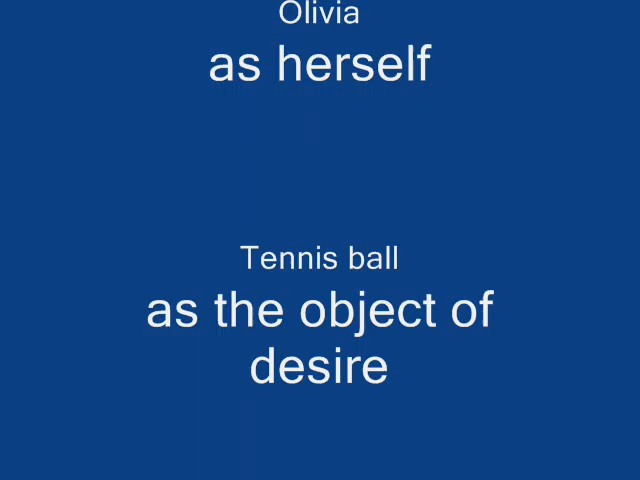 Olivia
as herself
Tennis ball
as the object of
desire